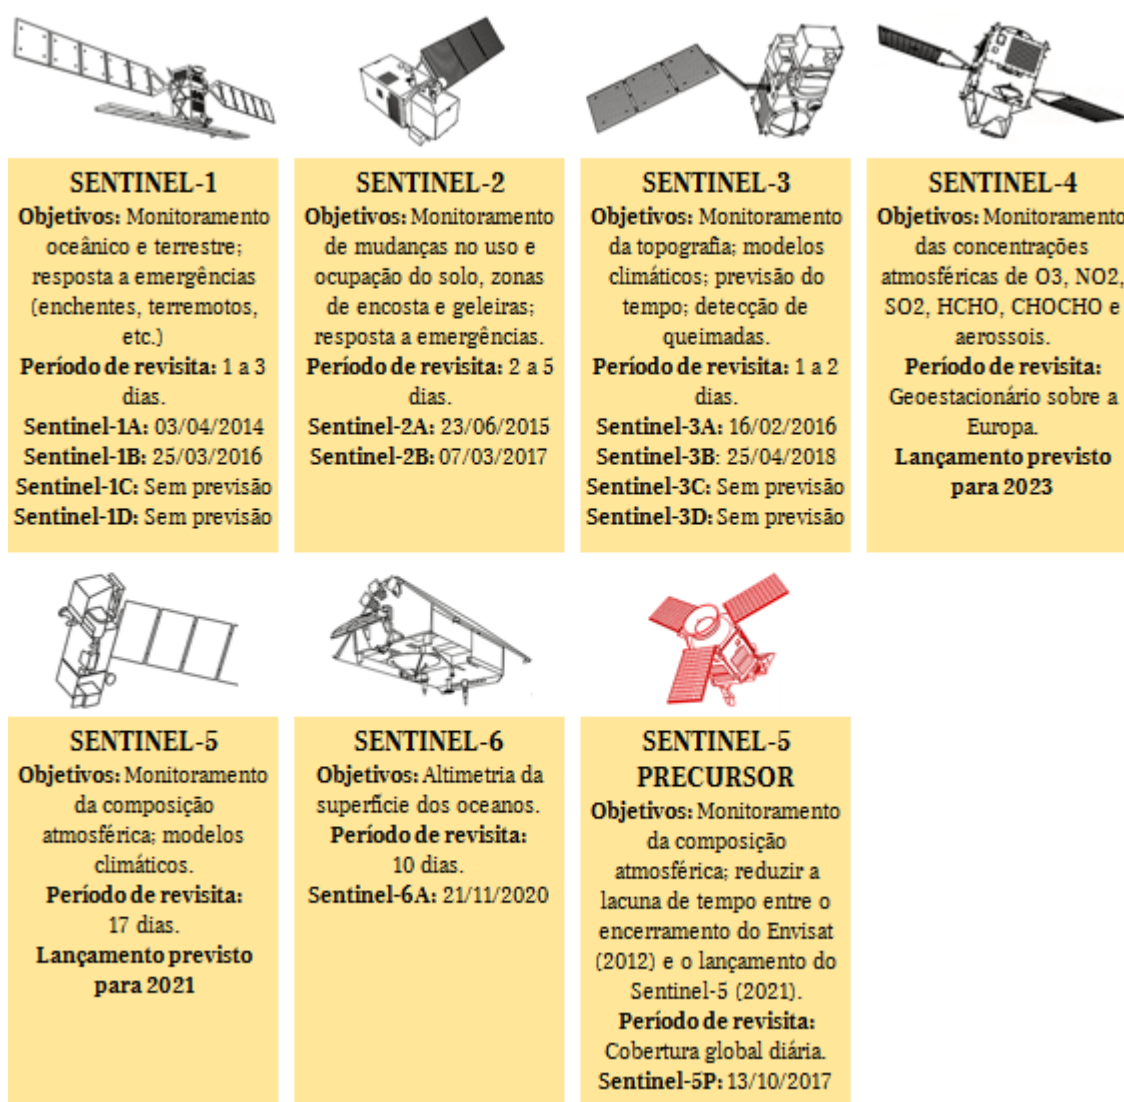 SENTINEL-1
Objetivos: Monitoramento
oceânico e terrestre;
resposta a emergências
(enchentes, terremotos,
etc.)
Período de revisita: 1 a 3
dias.
Sentinel-1A: 03/04/2014
Sentinel-1B: 25/03/2016
Sentinel-1C: Sem previsão
Sentinel-1D: Sem previsão
SENTINEL-2
Objetivos: Monitoramento
de mudanças no uso e
ocupação do solo, zonas
de encosta e geleiras;
resposta a emergências.
Período de revisita: 2 a 5
dias.
Sentinel-2A: 23/06/2015
Sentinel-2B: 07/03/2017
SENTINEL-3
Objetivos: Monitoramento
da topografia; modelos
climáticos; previsão do
tempo; detecção de
queimadas.
Período de revisita: 1 a 2
dias.
Sentinel-3A: 16/02/2016
Sentinel-3B: 25/04/2018
Sentinel-3C: Sem previsão
Sentinel-3D: Sem previsão
SENTINEL-4
Objetivos: Monitoramento
das concentrações
atmosféricas de O3, NO2,
SO2, HCHO, CHOCHO e
aerossois.
Período de revisita:
Geoestacionário sobre a
Europa.
Lançamento previsto
para 2023
SENTINEL-5
Objetivos: Monitoramento
da composição
atmosférica; modelos
climáticos.
Período de revisita:
17 dias.
Lançamento previsto
para 2021
SENTINEL-6
Objetivos: Altimetria da
superfície dos oceanos.
Período de revisita:
10 dias.
Sentinel-6A: 21/11/2020
SENTINEL-5
PRECURSOR
Objetivos: Monitoramento
da composição
atmosférica; reduzir a
lacuna de tempo entre o
encerramento do Envisat
(2012) e o lançamento do
Sentinel-5 (2021).
Período de revisita:
Cobertura global diária.
Sentinel-5P: 13/10/2017